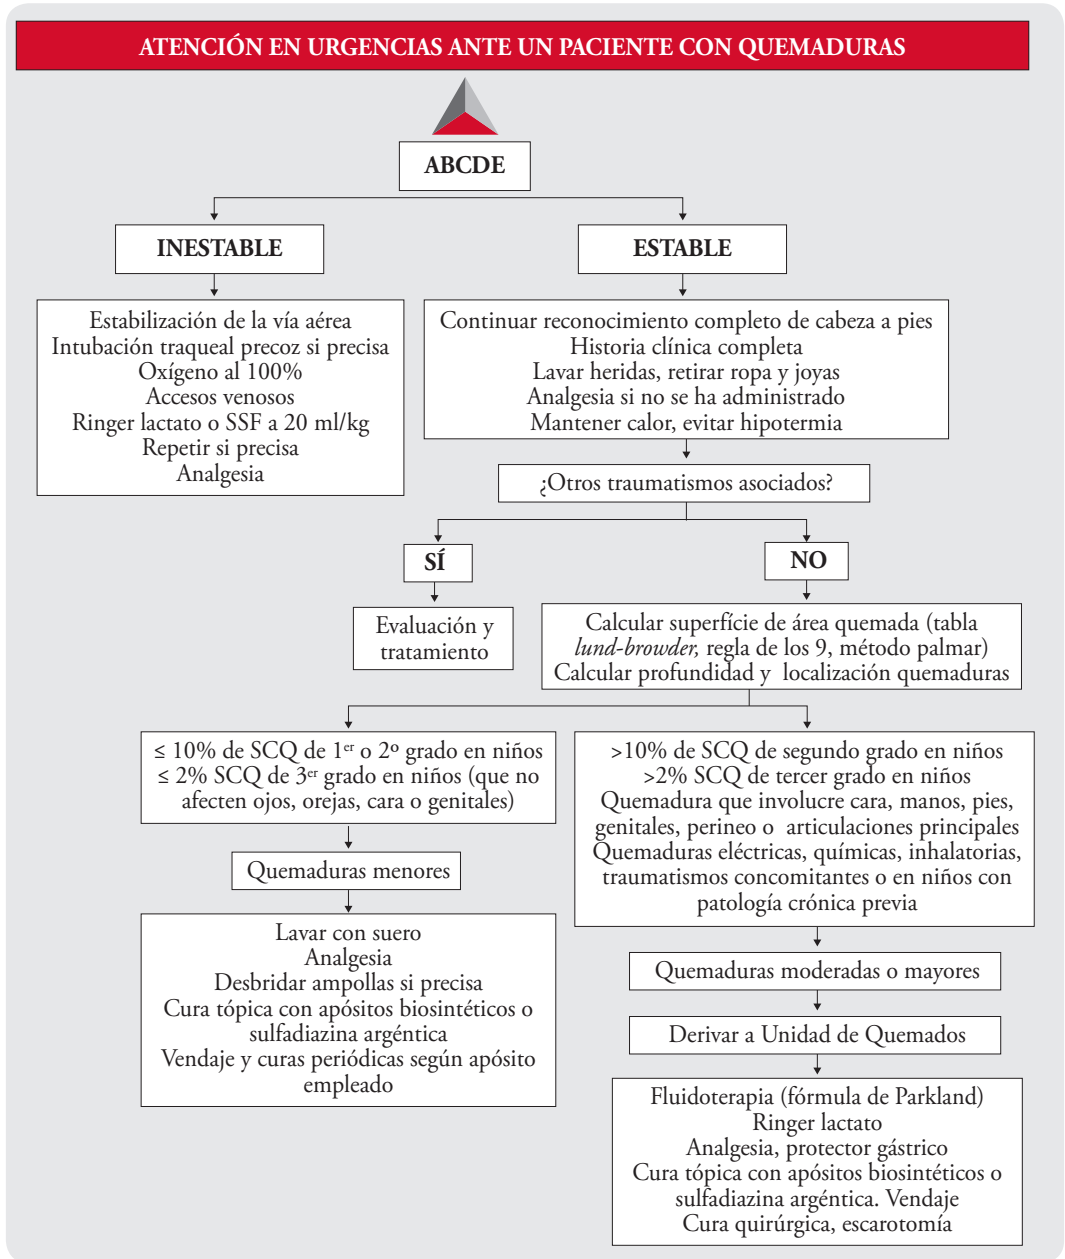 ATENCIÓN EN URGENCIAS ANTE UN PACIENTE CON QUEMADURAS
ABCDE
INESTABLE
Estabilización de la vía aérea
Intubación traqueal precoz si precisa
Oxígeno al 100%
Accesos venosos
Ringer lactato o SSF a 20 ml/kg
Repetir si precisa
Analgesia
ESTABLE
Continuar reconocimiento completo de cabeza a pies
Historia clínica completa
Lavar heridas, retirar ropa y joyas
Analgesia si no se ha administrado
Mantener calor, evitar hipotermia
¿Otros traumatismos asociados?
SÍ
Evaluación y
tratamiento
NO
Calcular superfície de área quemada (tabla
lund-browder, regla de los 9, método palmar)
Calcular profundidad y localización quemaduras
≤ 10% de SCQ de 1er o 2º grado en niños
≤ 2% SCQ de 3er grado en niños (que no
afecten ojos, orejas, cara o genitales)
Quemaduras menores
Lavar con suero
Analgesia
Desbridar ampollas si precisa
Cura tópica con apósitos biosintéticos o
sulfadiazina argéntica
Vendaje y curas periódicas según apósito
empleado
>10% de SCQ de segundo grado en niños
>2% SCQ de tercer grado en niños
Quemadura que involucre cara, manos, pies,
genitales, perineo o articulaciones principales
Quemaduras eléctricas, químicas, inhalatorias,
traumatismos concomitantes o en niños con
patología crónica previa
Quemaduras moderadas o mayores
Derivar a Unidad de Quemados
Fluidoterapia (fórmula de Parkland)
Ringer lactato
Analgesia, protector gástrico
Cura tópica con apósitos biosintéticos o
sulfadiazina argéntica. Vendaje
Cura quirúrgica, escarotomía